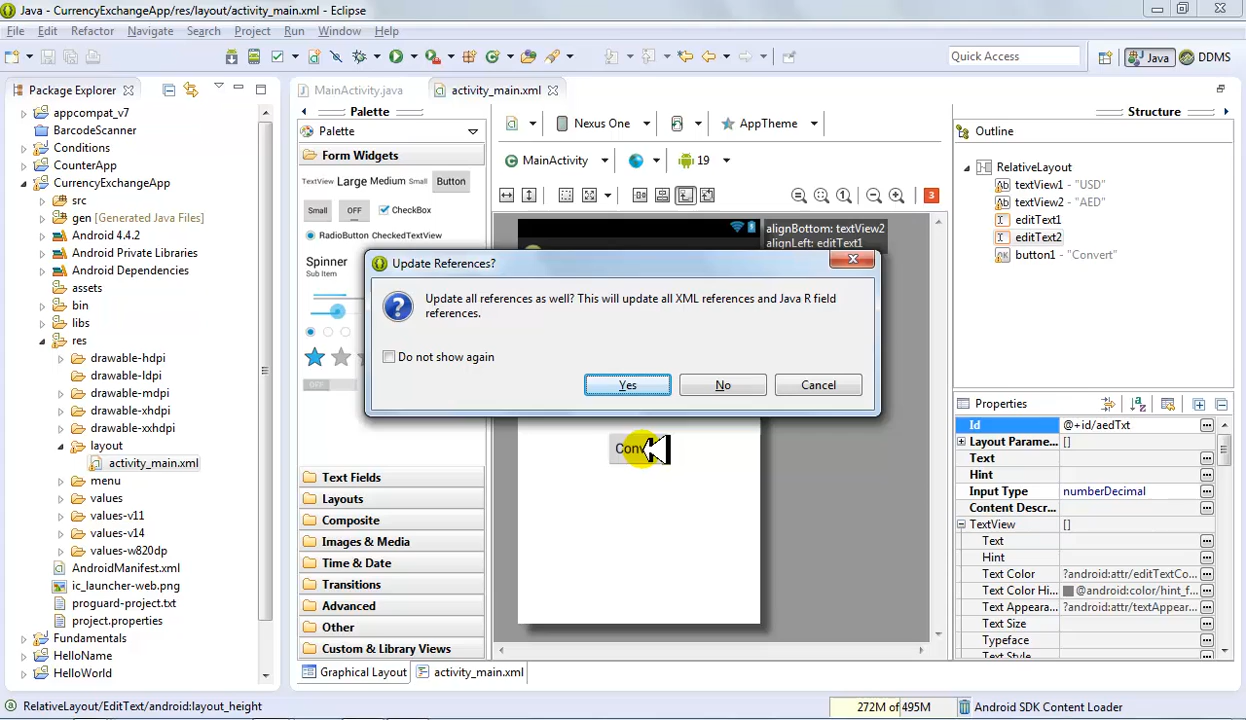 Java - CurrencyExchangeApp/res/layout/activity_main.xml - Eclipse
File Edit Refactor Navigate Search Project Run Window Help
Quick Access
Java
DDMS
Package Explorer
appcompat_v7
BarcodeScanner
Conditions
CounterApp
CurrencyExchangeApp
src
gen [Generated Java Files]
Android 4.4.2
Android Private Libraries
Android Dependencies
assets
bin
libs
res
drawable-hdpi
drawable-ldpi
drawable-mdpi
drawable-xhdpi
drawable-xxhdpi
layout
activity_main.xml
menu
values
values-v11
values-v14
values-w820dp
AndroidManifest.xml
ic_launcher-web.png
proguard-project.txt
project.properties
Fundamentals
HelloName
HelloWorld
MainActivity.java
activity_main.xml
Palette
Palette
Form Widgets
TextView Large Medium Small Button
Small OFF CheckBox
RadioButton CheckedTextView
Spinner
Sub Item
OFF
Text Fields
Layouts
Composite
Images & Media
Time & Date
Transitions
Advanced
Other
Custom & Library Views
Nexus One
AppTheme
MainActivity
19
1
3
alignBottom: textView2
alignLeft: editText1
Update References?
Update all references as well? This will update all XML references and Java R field
references.
Do not show again
Yes
No
Cancel
Graphical Layout
activity_main.xml
Structure
Outline
RelativeLayout
textView1 - "USD"
textView2 - "AED"
editText1
editText2
button1 - "Convert"
Properties
Id @+id/aedTxt
Layout Parame... []
Text
Hint
Input Type numberDecimal
Content Descr...
TextView []
Text
Hint
Text Color ?android:attr/editTextCo...
Text Color Hi... @android:color/hint_f...
Text Appeara... ?android:attr/textAppear...
Text Size
Typeface
Text Style
RelativeLayout/EditText/android:layout_height
272M of 495M
Android SDK Content Loader